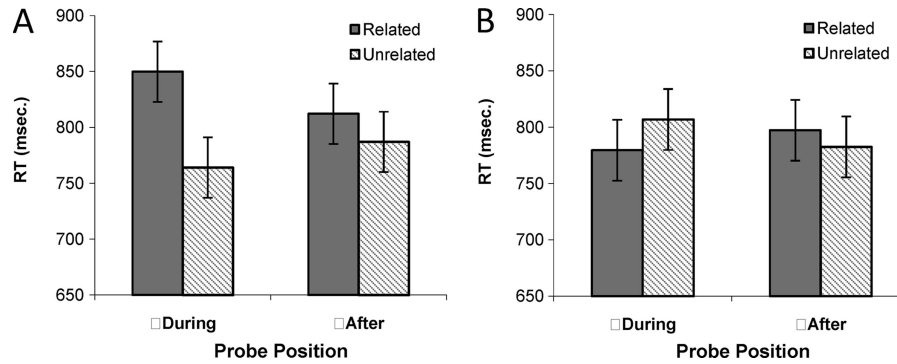 A
900
850
800
750
700
650
RT (msec.)
Related
Unrelated
□During
□After
Probe Position
B
900
850
800
750
700
650
RT (msec.)
Related
Unrelated
□During
□After
Probe Position